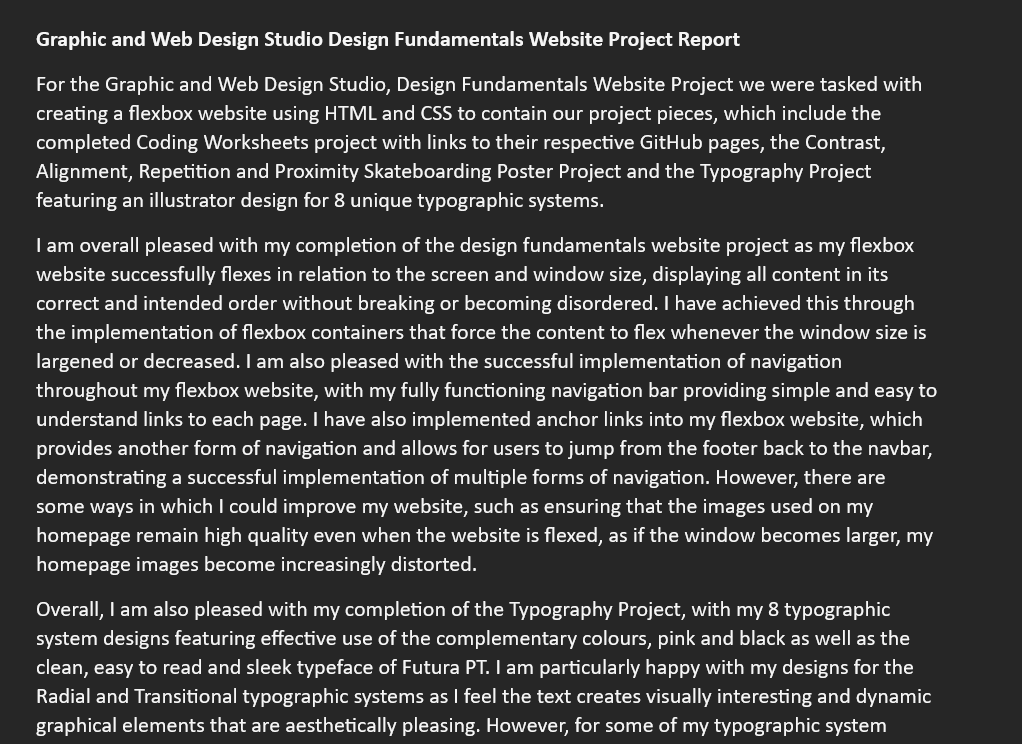 Graphic and Web Design Studio Design Fundamentals Website Project Report
For the Graphic and Web Design Studio, Design Fundamentals Website Project we were tasked with
creating a flexbox website using HTML and CSS to contain our project pieces, which include the
completed Coding Worksheets project with links to their respective GitHub pages, the Contrast,
Alignment, Repetition and Proximity Skateboarding Poster Project and the Typography Project
featuring an illustrator design for 8 unique typographic systems.
I am overall pleased with my completion of the design fundamentals website project as my flexbox
website successfully flexes in relation to the screen and window size, displaying all content in its
correct and intended order without breaking or becoming disordered. I have achieved this through
the implementation of flexbox containers that force the content to flex whenever the window size is
largened or decreased. I am also pleased with the successful implementation of navigation
throughout my flexbox website, with my fully functioning navigation bar providing simple and easy to
understand links to each page. I have also implemented anchor links into my flexbox website, which
provides another form of navigation and allows for users to jump from the footer back to the navbar,
demonstrating a successful implementation of multiple forms of navigation. However, there are
some ways in which I could improve my website, such as ensuring that the images used on my
homepage remain high quality even when the website is flexed, as if the window becomes larger, my
homepage images become increasingly distorted.
Overall, I am also pleased with my completion of the Typography Project, with my 8 typographic
system designs featuring effective use of the complementary colours, pink and black as well as the
clean, easy to read and sleek typeface of Futura PT. I am particularly happy with my designs for the
Radial and Transitional typographic systems as I feel the text creates visually interesting and dynamic
graphical elements that are aesthetically pleasing. However, for some of my typographic system